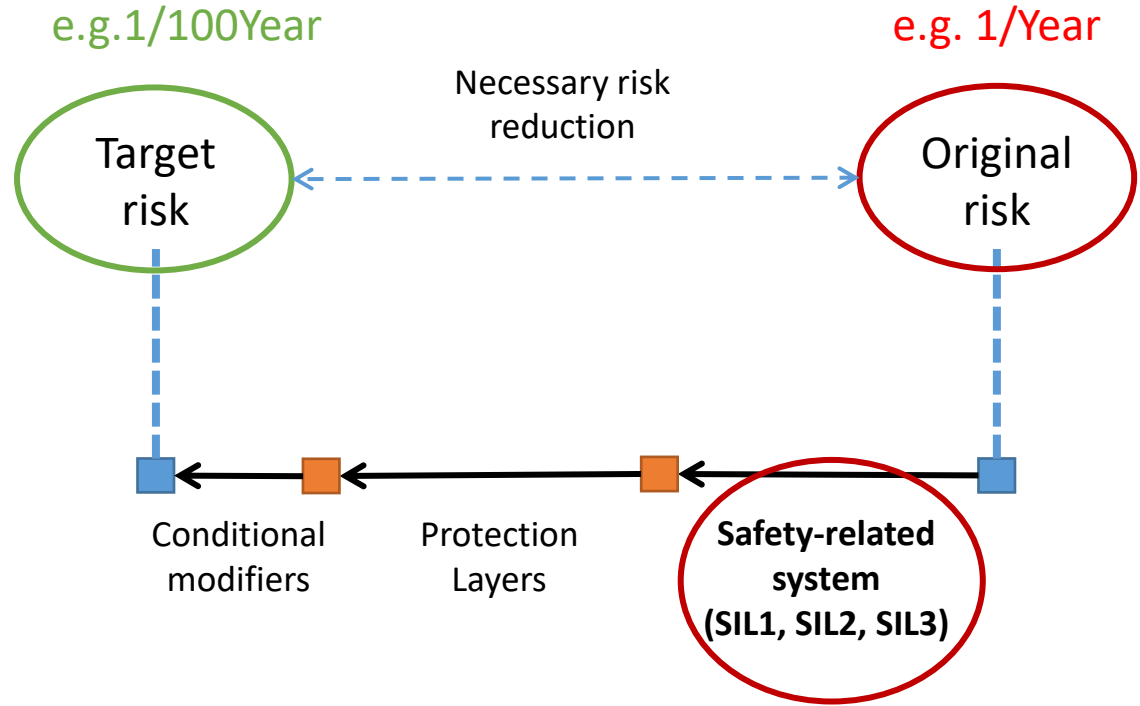 e.g.1/100Year
e.g. 1/Year
Necessary risk
reduction
Target
risk
Original
risk
Conditional
modifiers
Protection
Layers
Safety-related
system
(SIL1, SIL2, SIL3)